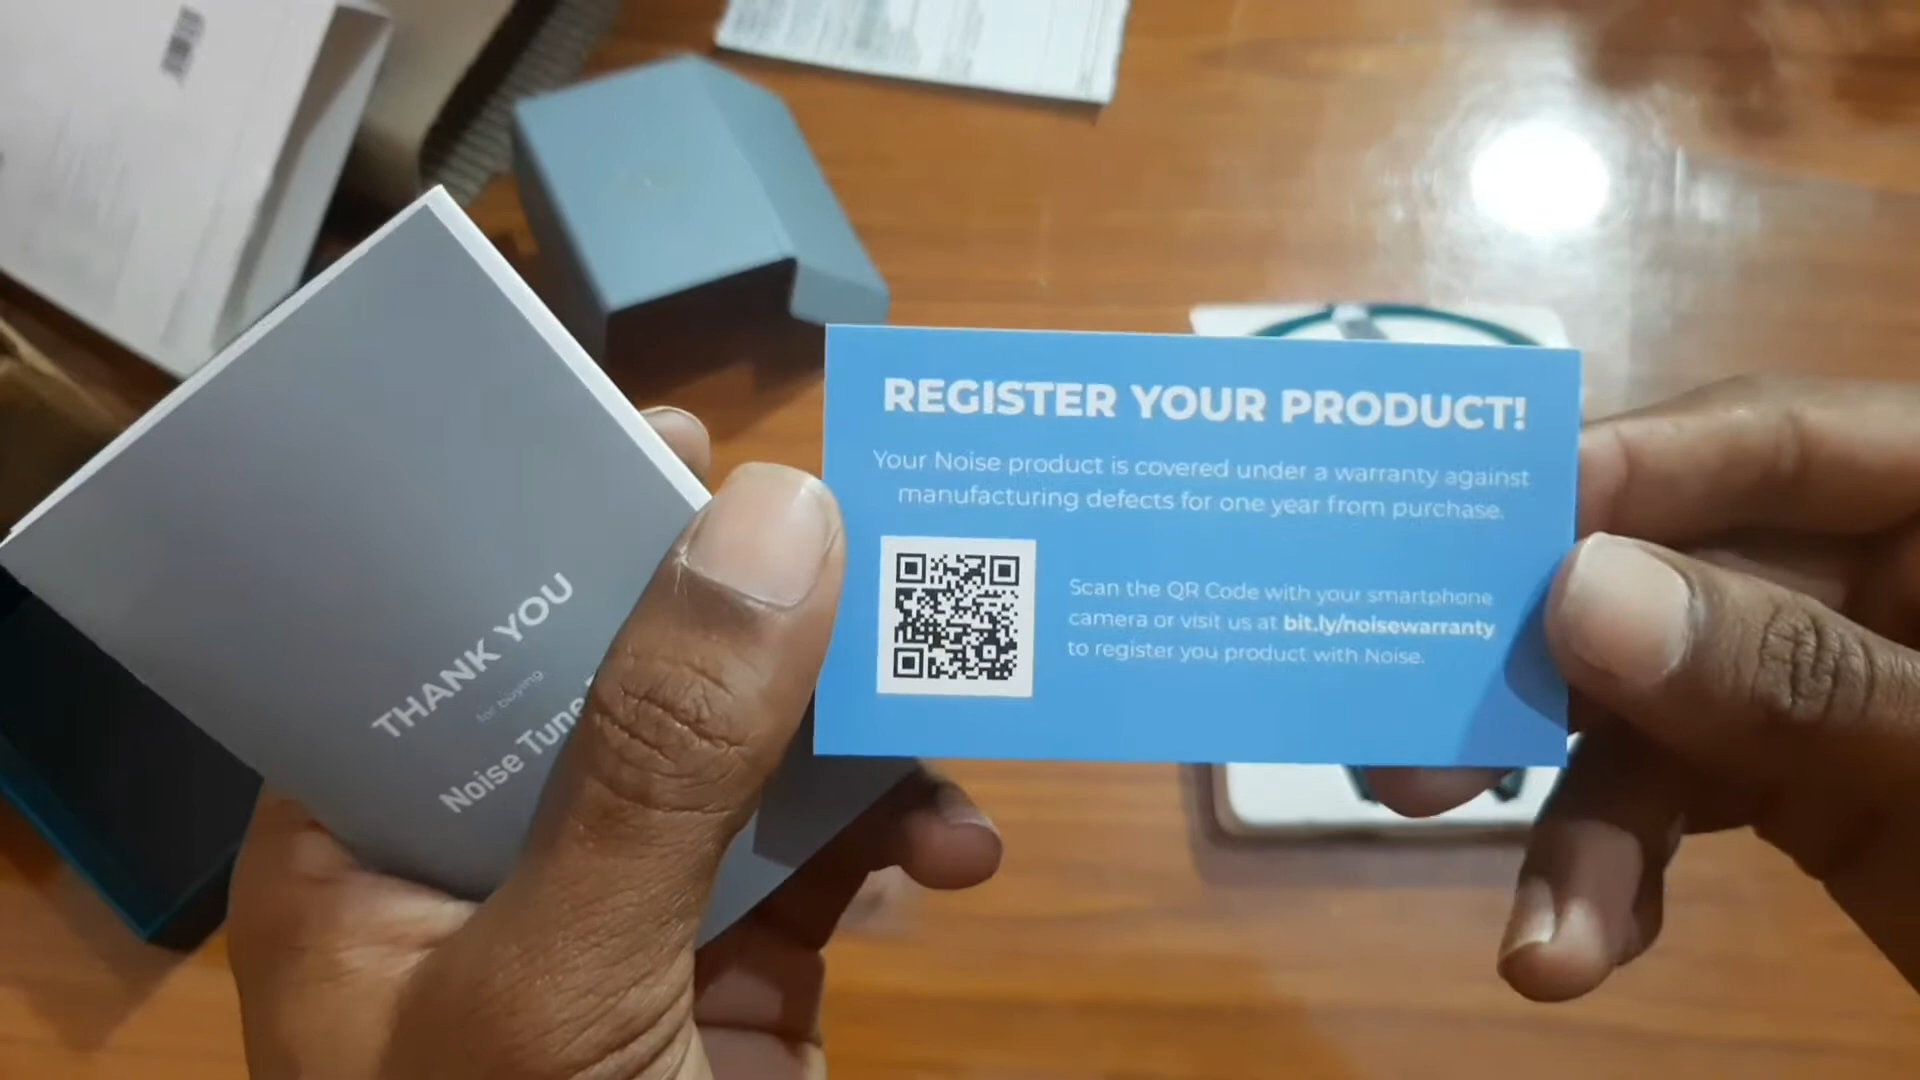 THANK YOU
for buying
Noise Tune
REGISTER YOUR PRODUCT!
Your Noise product is covered under a warranty against
manufacturing defects for one year from purchase.
Scan the QR Code with your smartphone
camera or visit us at bit.ly/noisewarranty
to register you product with Noise.